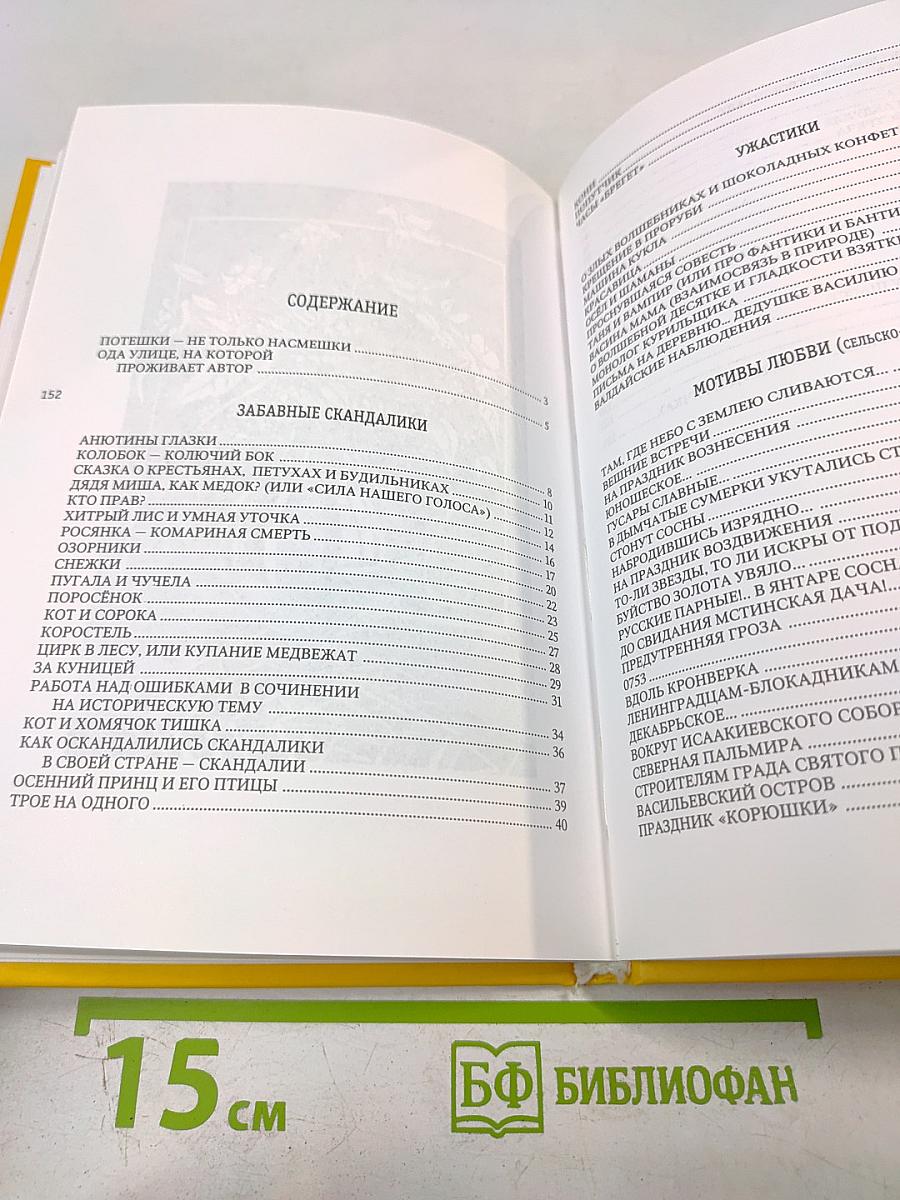 СОДЕРЖАНИЕ
ПОТЕШКИ — НЕ ТОЛЬКО НАСМЕШКИ 3
ОДА УЛИЦЕ, НА КОТОРОЙ
ПРОЖИВАЕТ АВТОР 5
152
ЗАБАВНЫЕ СКАНДАЛИКИ
АНЮТИНЫ ГЛАЗКИ 8
КОЛОБОК — КОЛЮЧИЙ БОК 10
СКАЗКА О КРЕСТЬЯНАХ, ПЕТУХАХ И БУДИЛЬНИКАХ 11
ДЯДЯ МИША, КАК МЕДОК? (ИЛИ «СИЛА НАШЕГО ГОЛОСА») 12
КТО ПРАВ? 14
ХИТРЫЙ ЛИС И УМНАЯ УТОЧКА 16
РОСЯНКА — КОМАРИНАЯ СМЕРТЬ 17
ОЗОРНИКИ 20
СНЕЖКИ 22
ПУГАЛА И ЧУЧЕЛА 23
ПОРОСЁНОК 25
КОТ И СОРОКА 27
КОРОСТЕЛЬ 28
ЦИРК В ЛЕСУ, ИЛИ КУПАНИЕ МЕДВЕЖАТ 29
ЗА КУНИЦЕЙ 31
РАБОТА НАД ОШИБКАМИ В СОЧИНЕНИИ
НА ИСТОРИЧЕСКУЮ ТЕМУ 34
КОТ И ХОМЯЧОК ТИШКА 36
КАК ОСКАНДАЛИЛИСЬ СКАНДАЛИКИ
В СВОЕЙ СТРАНЕ — СКАНДАЛИИ 37
ОСЕННИЙ ПРИНЦ И ЕГО ПТИЦЫ 39
ТРОЕ НА ОДНОГО 40
КОНИ
ПОПУТЧИК
ЧАСЫ «БРЕГЕТ»
УЖАСТИКИ
О ЗЛЫХ ВОЛШЕБНИКАХ И ШОКОЛАДНЫХ КОНФЕТ
КРЕЩЕНИЕ В ПРОРУБИ
МАШИНА КУКЛА
КРАСАВИЦА
ОСЁЛ И ШАМАНЫ
ПРОСНУВШАЯСЯ СОВЕСТЬ
ТАНЯ И ВАМПИР (ИЛИ ПРО ФАНТИКИ И БАНТИ
ВАСИНА МАМА (ВЗАИМОСВЯЗЬ В ПРИРОДЕ)
О ВОЛШЕБНОЙ ДЕСЯТКЕ И ГЛАДКОСТИ ВЗЯТК
МОНОЛОГ КУРИЛЬЩИКА
ПИСЬМА НА ДЕРЕВНЮ... ДЕДУШКЕ ВАСИЛИЮ
ВАЛДАЙСКИЕ НАБЛЮДЕНИЯ
МОТИВЫ ЛЮБВИ (СЕЛЬСКО-
ТАМ, ГДЕ НЕБО С ЗЕМЛЕЮ СЛИВАЮТСЯ...
ВЕШНИЕ ВСТРЕЧИ
НА ПРАЗДНИК ВОЗНЕСЕНИЯ
ЮНОШЕСКОЕ...
ГУСАРЫ СЛАВНЫЕ...
В ДЫМЧАТЫЕ СУМЕРКИ УКУТАЛИСЬ СТ
СТОНУТ СОСНЫ
НАБРОДИВШИСЬ ИЗРЯДНО...
НА ПРАЗДНИК ВОЗДВИЖЕНИЯ
ТО-ЛИ ЗВЕЗДЫ, ТО ЛИ ИСКРЫ ОТ ПОД
БУЙСТВО ЗОЛОТА УВЯЛО...
РУССКИЕ ПАРНЫЕ!.. В ЯНТАРЕ СОСНА
ДО СВИДАНИЯ МСТИНСКАЯ ДАЧА!...
ПРЕДУТРЕННЯЯ ГРОЗА
0753
ВДОЛЬ КРОНВЕРКА
ЛЕНИНГРАДЦАМ-БЛОКАДНИКАМ
ДЕКАБРЬСКОЕ...
ВОКРУГ ИСААКИЕВСКОГО СОБОР
СЕВЕРНАЯ ПАЛЬМИРА
СТРОИТЕЛЯМ ГРАДА СВЯТОГО П
ВАСИЛЬЕВСКИЙ ОСТРОВ
ПРАЗДНИК «КОРЮШКИ»
15 см
БФ БИБЛИОФАН